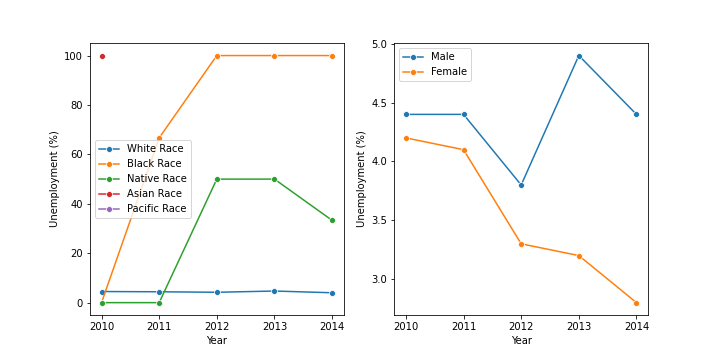 100
80
60
40
20
0
Unemployment (%)
White Race
Black Race
Native Race
Asian Race
Pacific Race
2010 2011 2012 2013 2014
Year
5.0
4.5
4.0
3.5
3.0
Unemployment (%)
Male
Female
2010 2011 2012 2013 2014
Year